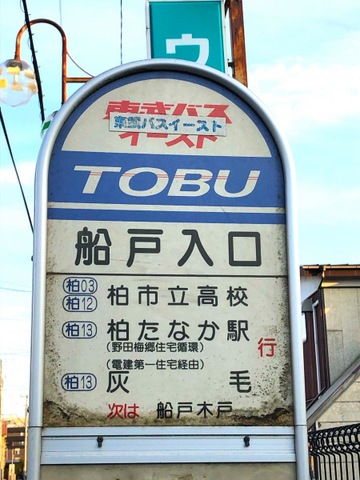 ウ
東武バス
東武バスイースト
イースト
TOBU
船戸入口
柏03
柏12 柏市立高校
柏13 柏たなか駅 行
(野田梅郷住宅循環)
(電建第一住宅経由)
柏13 灰毛
次は 船戸木戸